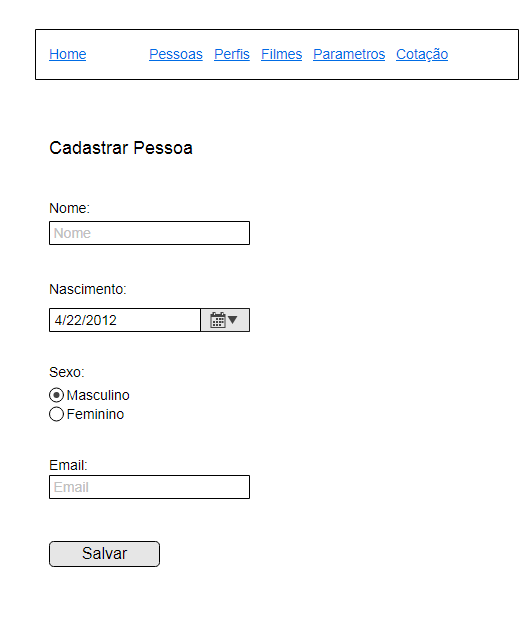 Home Pessoas Perfis Filmes Parametros Cotação
Cadastrar Pessoa
Nome:
Nome
Nascimento:
4/22/2012
Sexo:
Masculino
Feminino
Email:
Email
Salvar